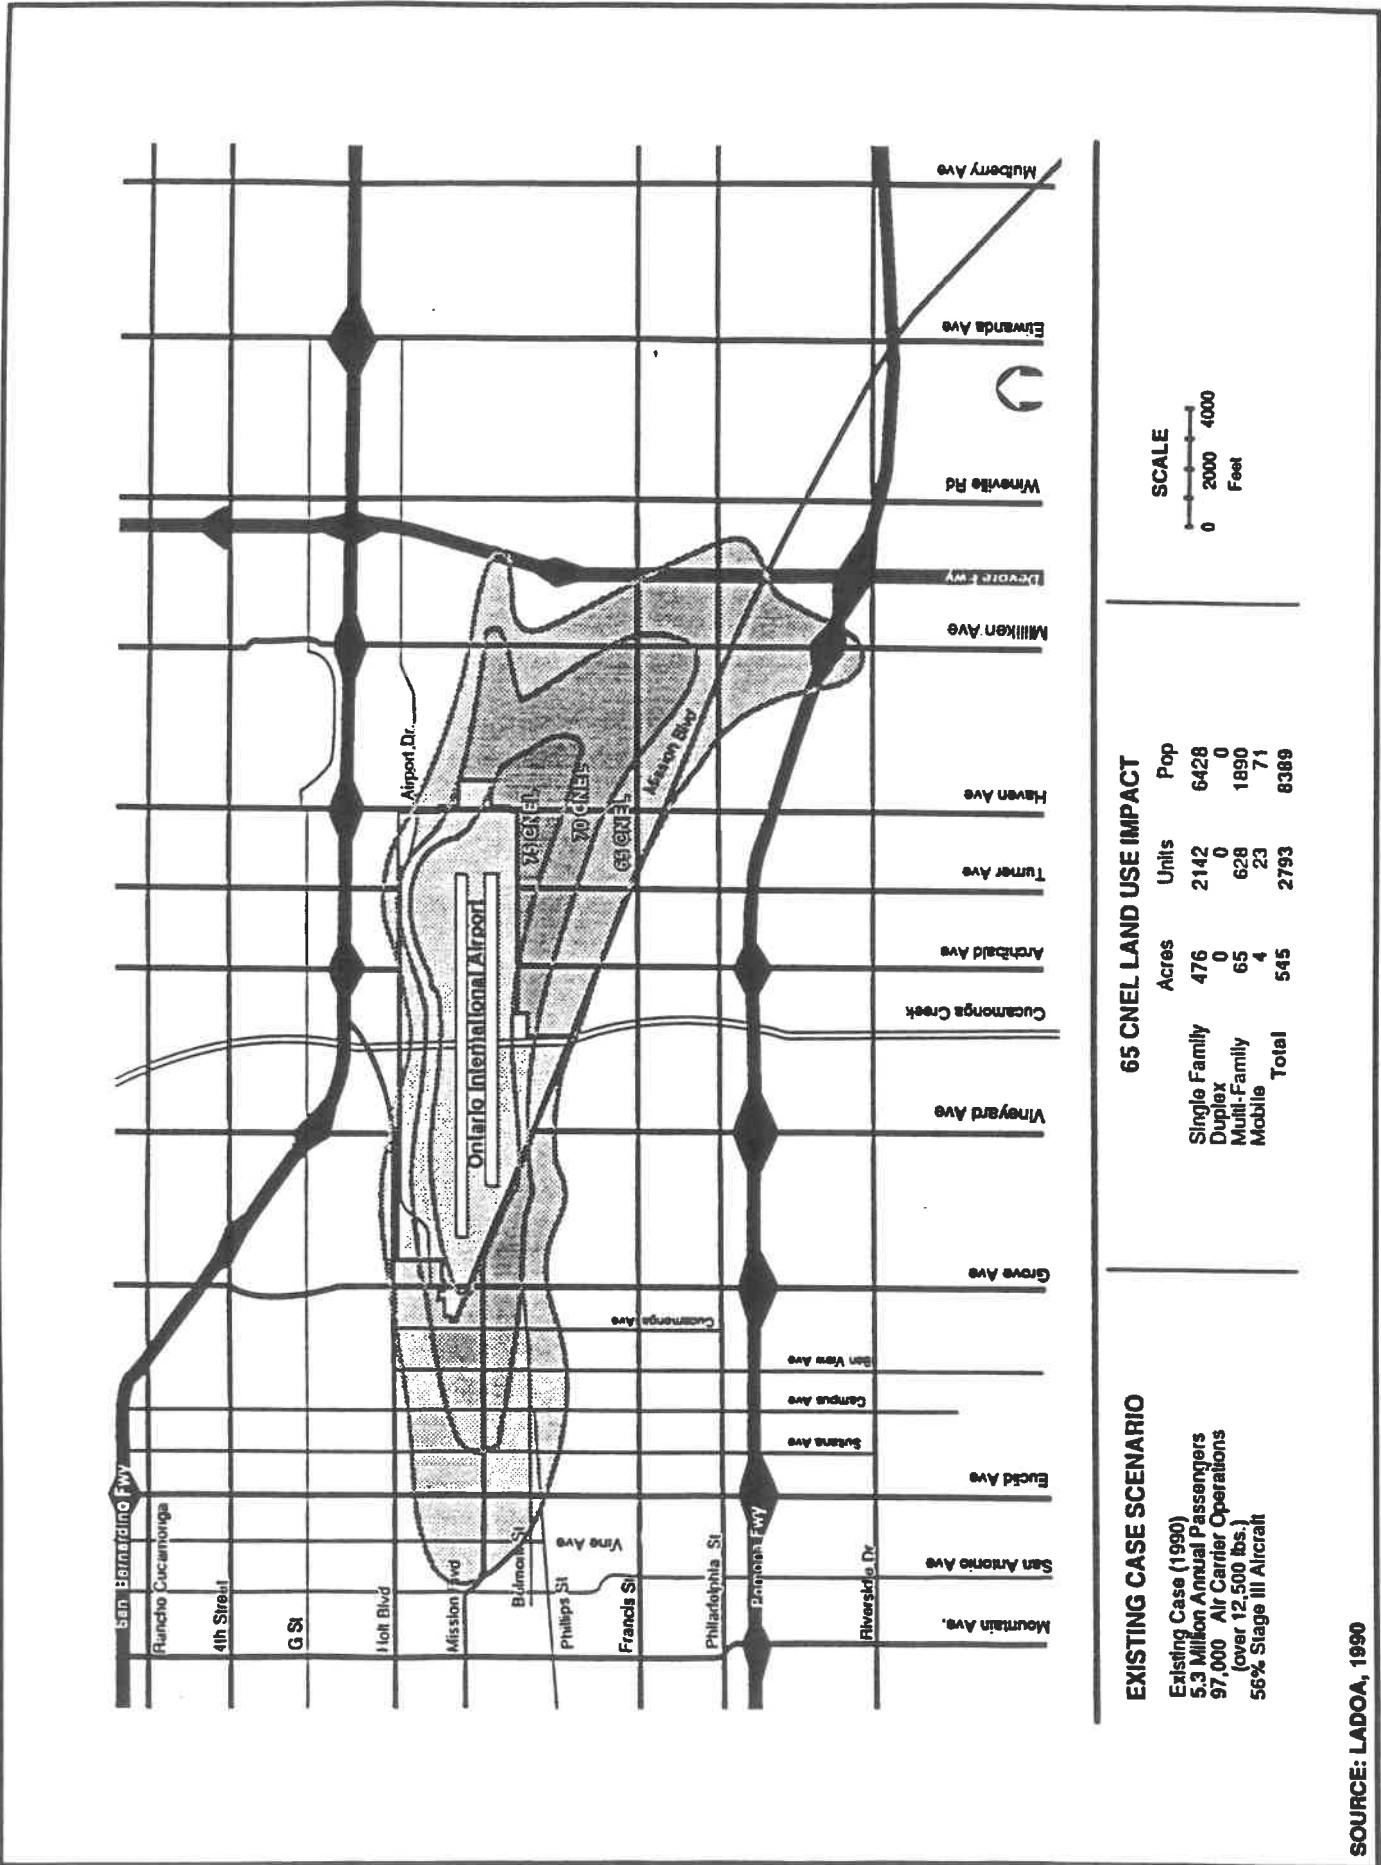 San Bernardino Fwy
Rancho Cucamonga
4th Street
G St
Holt Blvd
Mission Blvd
Belmont St
Phillips St
Francis St
Philadelphia St
Pomona Fwy
Riverside Dr
Mountain Ave.
San Antonio Ave
Vine Ave
Euclid Ave
Sultana Ave
Campus Ave
Bon View Ave
Cucamonga Ave
Grove Ave
Vineyard Ave
Cucamonga Creek
Archibald Ave
Turner Ave
Haven Ave
Milliken Ave
Devore Fwy
Wineville Rd
Etiwanda Ave
Mulberry Ave
Airport Dr.
Ontario International Airport
75 CNEL
70 CNEL
65 CNEL
Mission Blvd
EXISTING CASE SCENARIO
Existing Case (1990)
5.3 Million Annual Passengers
97,000 Air Carrier Operations
(over 12,500 lbs.)
56% Stage III Aircraft
65 CNEL LAND USE IMPACT
Acres Units Pop
Single Family 476 2142 6428
Duplex 0 0 0
Multi-Family 65 628 1890
Mobile 4 23 71
Total 545 2793 8389
SCALE
0 2000 4000
Feet
SOURCE: LADOA, 1990